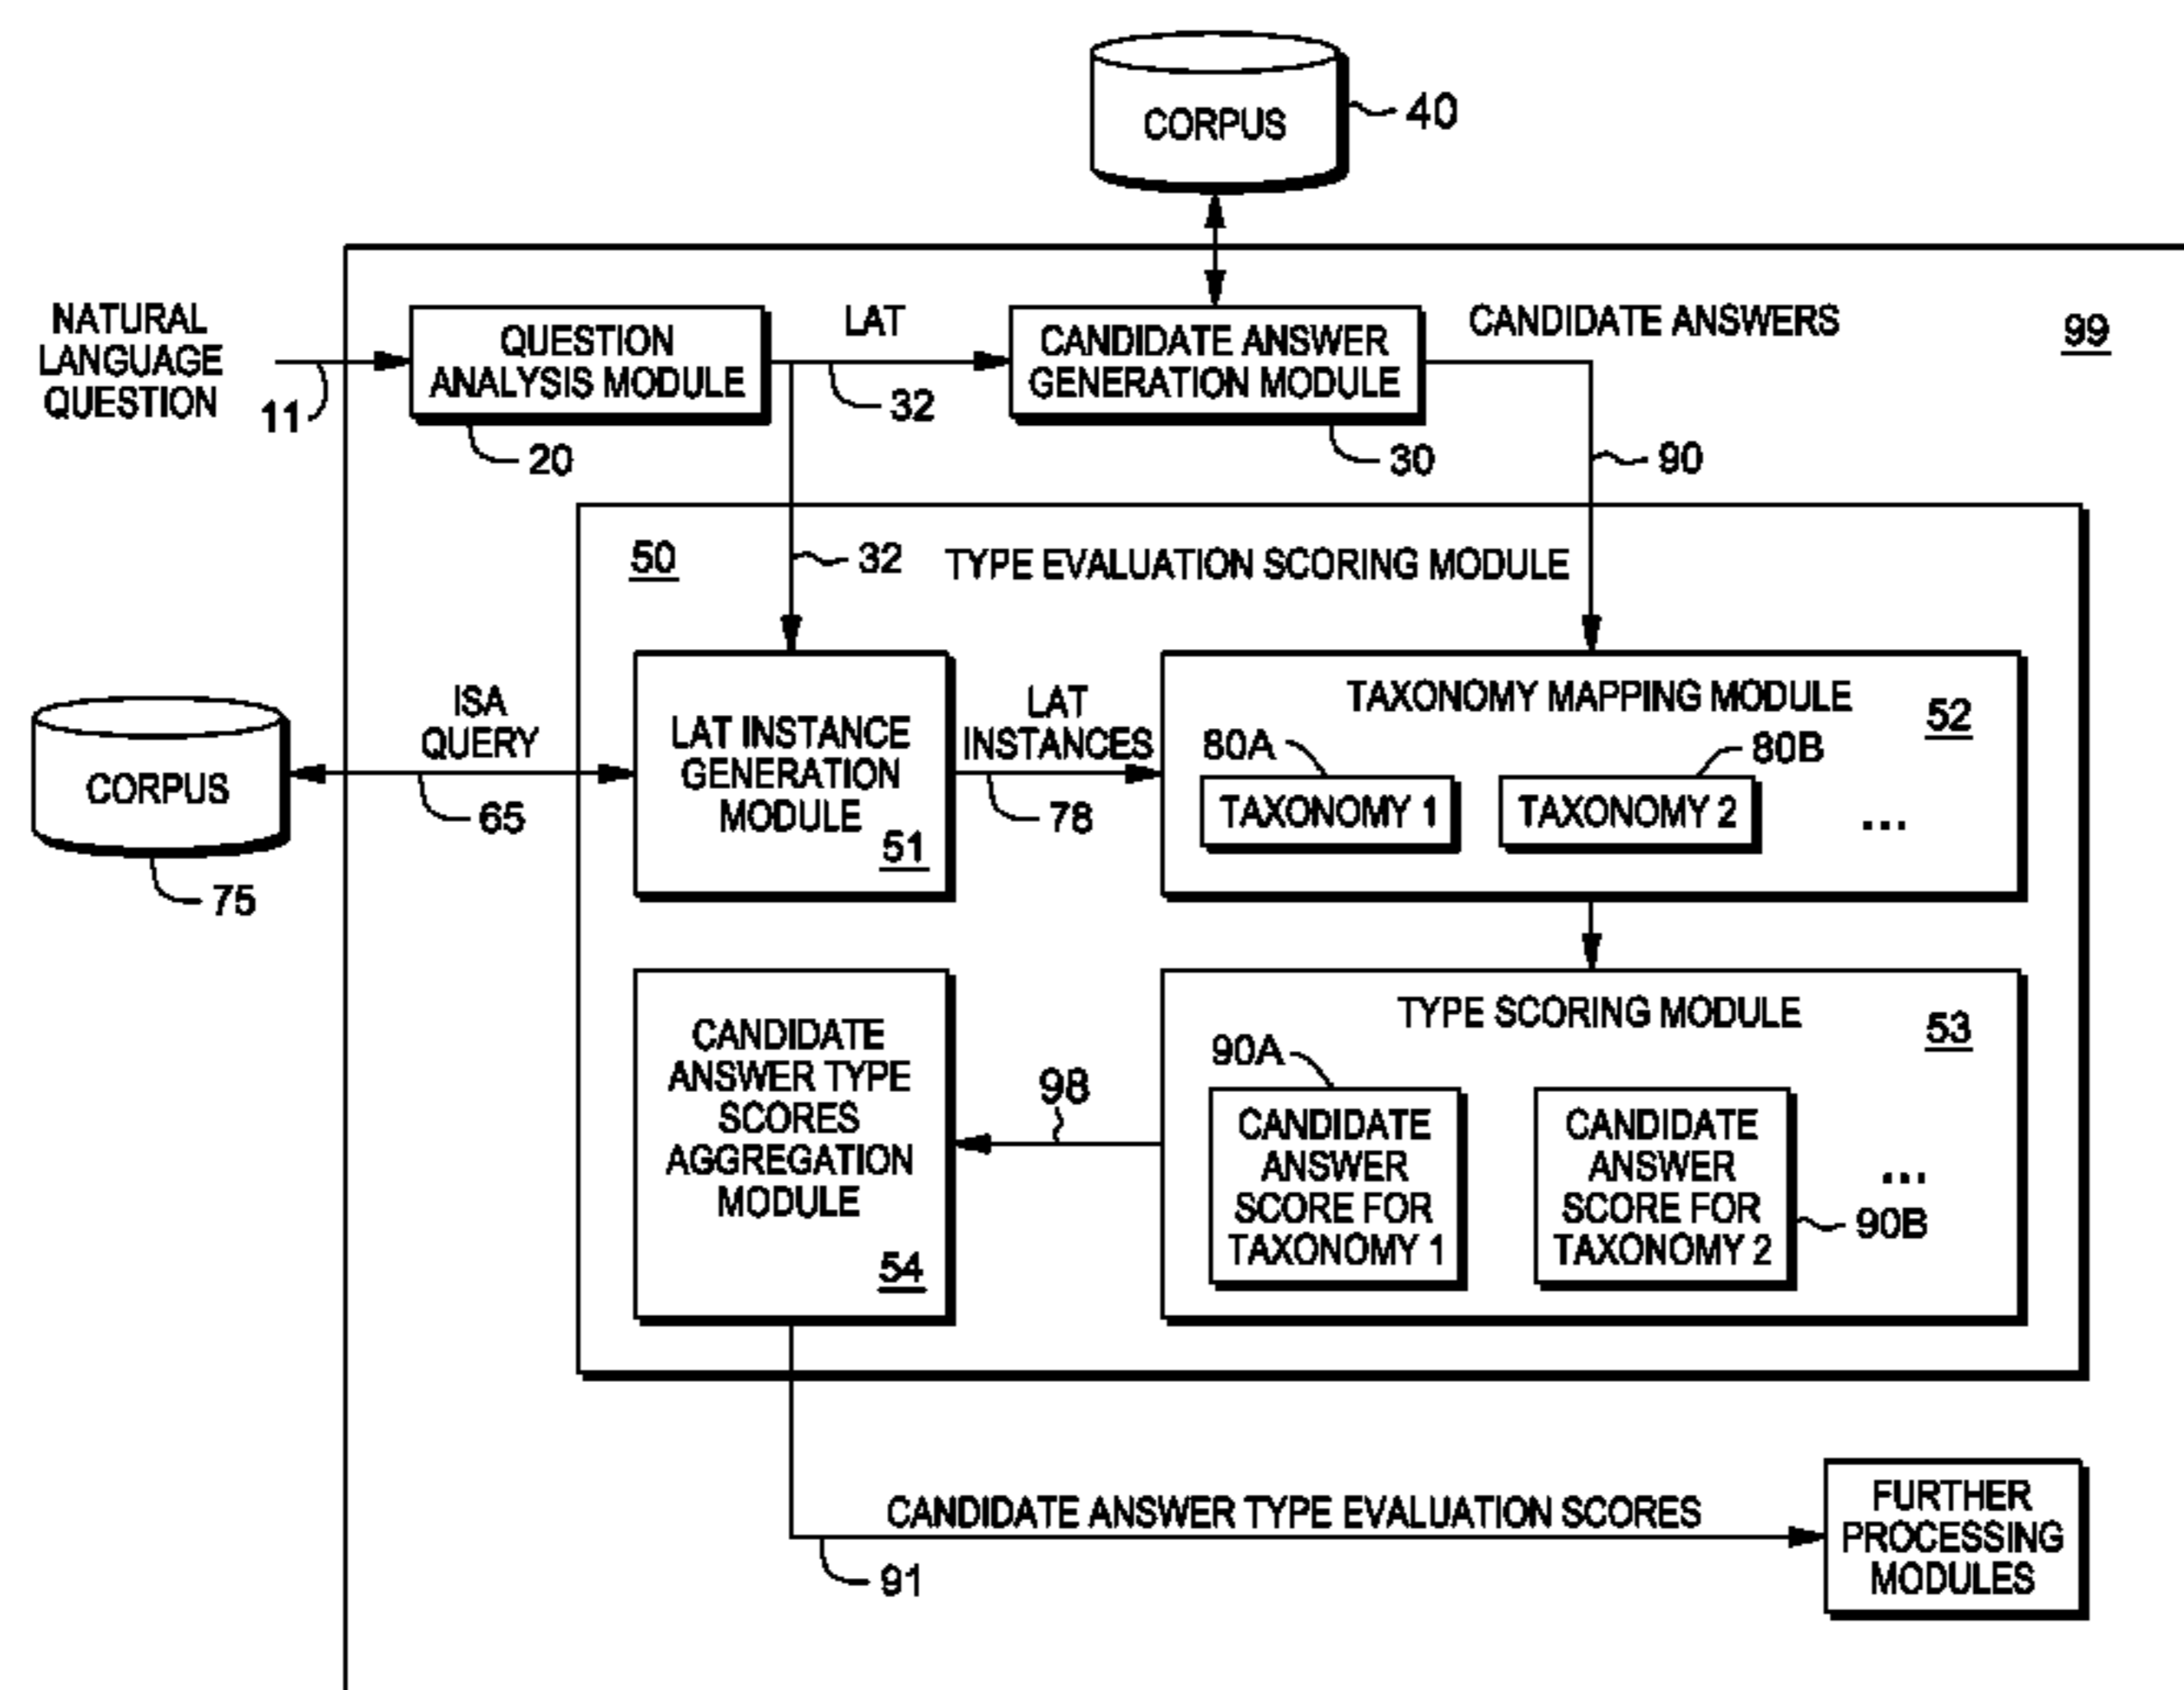 CORPUS
40
NATURAL
LANGUAGE
QUESTION
11
QUESTION
ANALYSIS MODULE
20
LAT
32
CANDIDATE ANSWER
GENERATION MODULE
30
CANDIDATE ANSWERS
90
99
50
32
TYPE EVALUATION SCORING MODULE
CORPUS
75
ISA
QUERY
65
LAT INSTANCE
GENERATION
MODULE
51
LAT
INSTANCES
78
TAXONOMY MAPPING MODULE
52
80A
TAXONOMY 1
80B
TAXONOMY 2
...
CANDIDATE
ANSWER TYPE
SCORES
AGGREGATION
MODULE
54
98
TYPE SCORING MODULE
53
90A
CANDIDATE
ANSWER
SCORE FOR
TAXONOMY 1
CANDIDATE
ANSWER
SCORE FOR
TAXONOMY 2
...
90B
CANDIDATE ANSWER TYPE EVALUATION SCORES
91
FURTHER
PROCESSING
MODULES